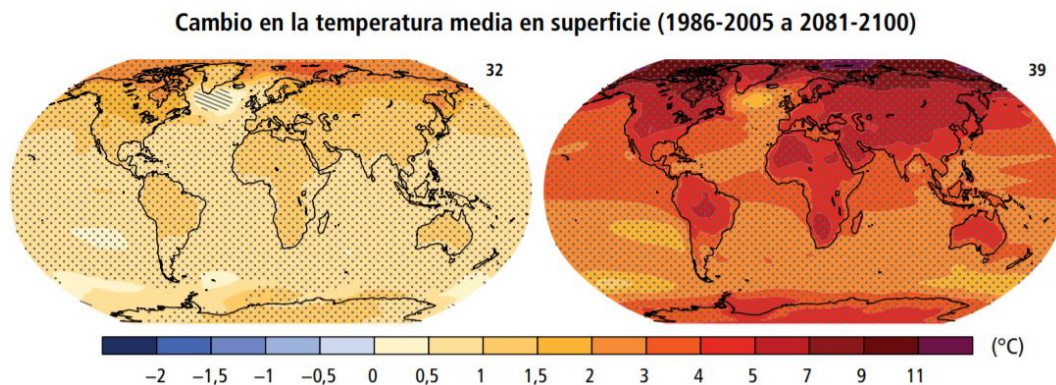 Cambio en la temperatura media en superficie (1986-2005 a 2081-2100)
32
39
(°C)
−2 −1,5 −1 −0,5 0 0,5 1 1,5 2 3 4 5 7 9 11